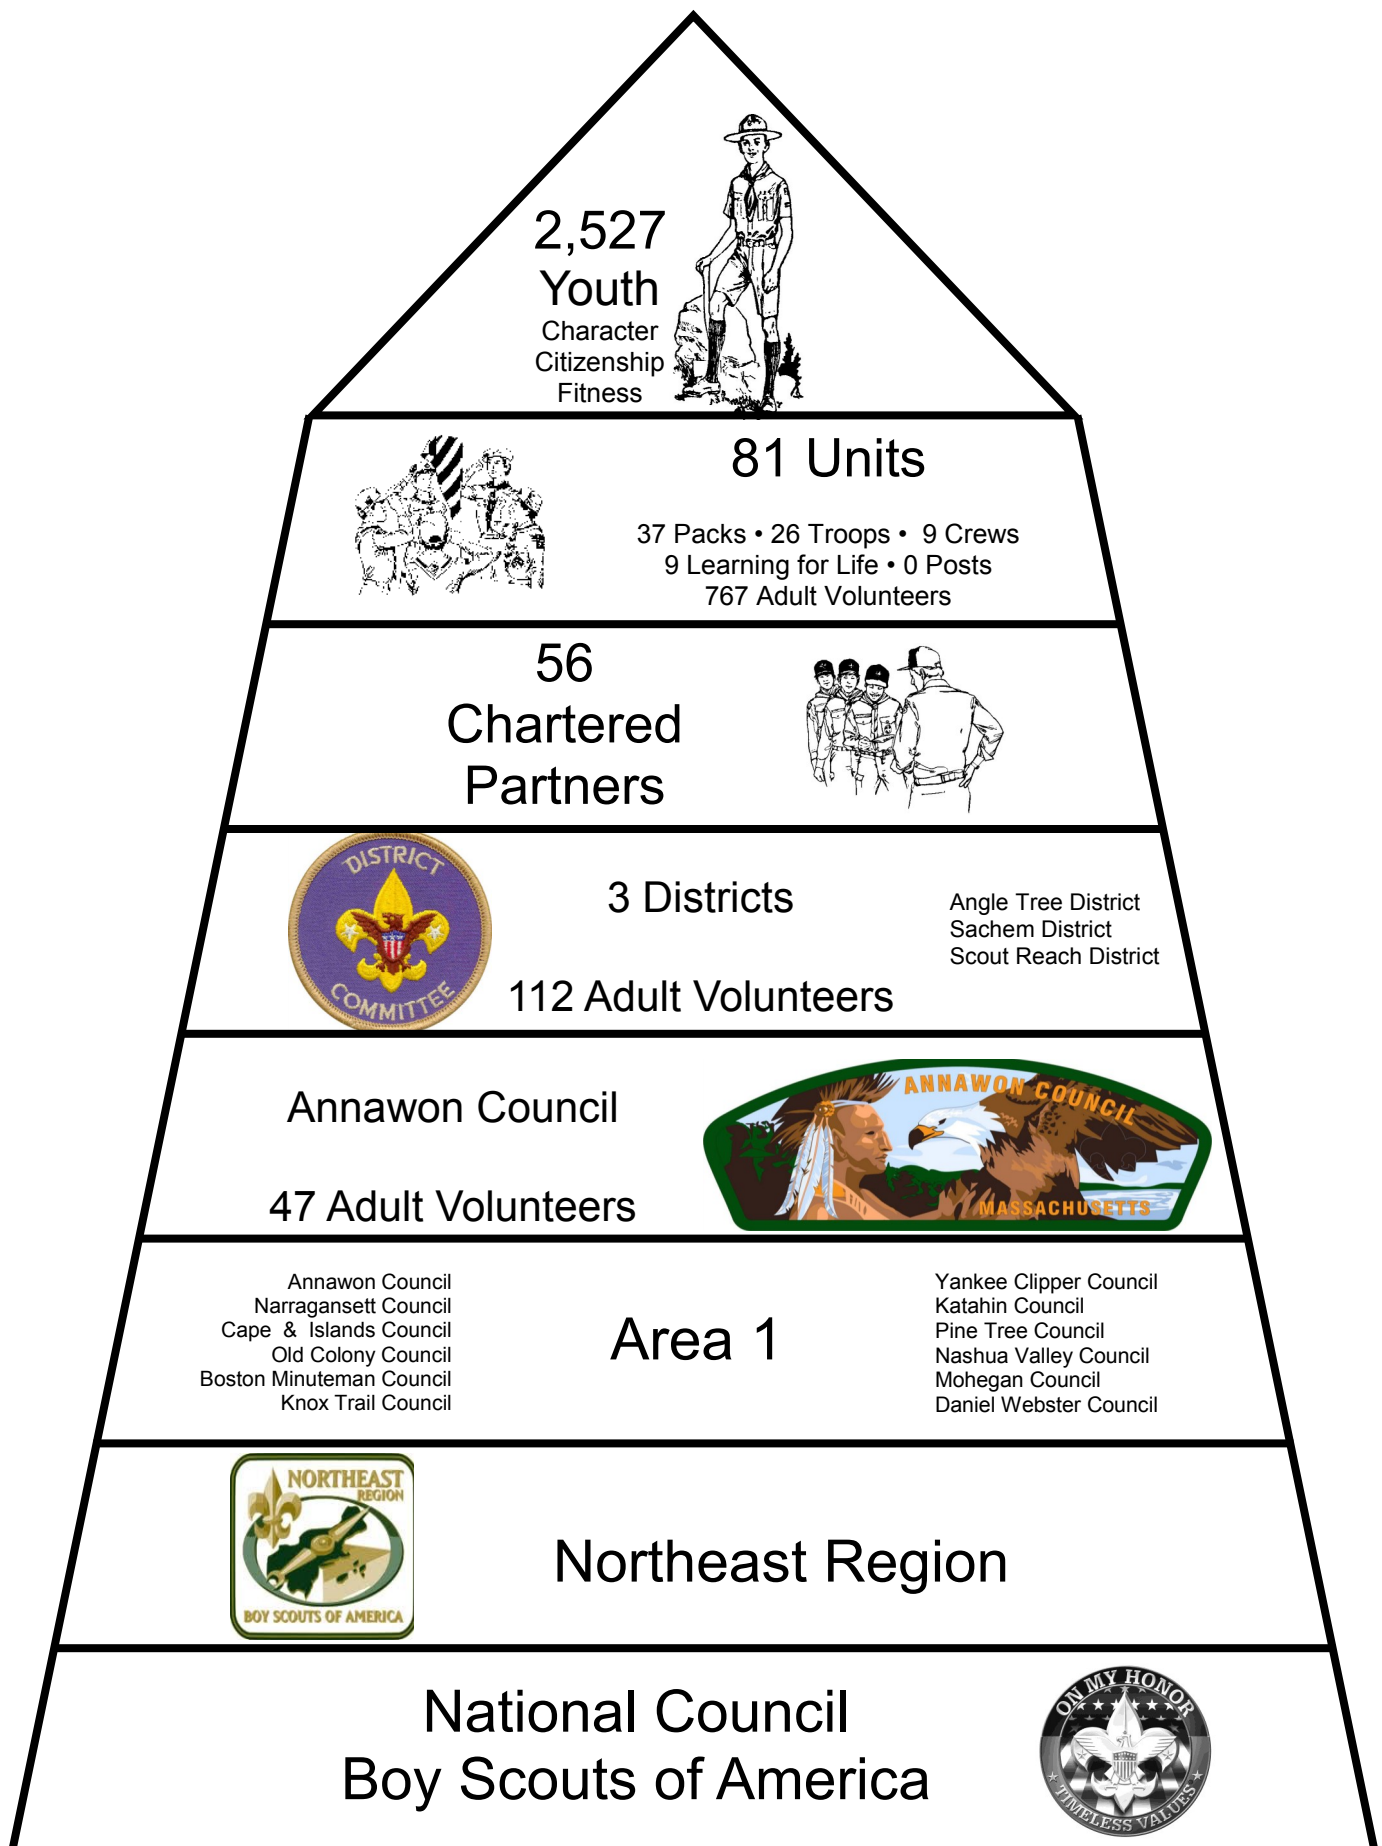 2,527
Youth
Character
Citizenship
Fitness
81 Units
37 Packs • 26 Troops •  9 Crews
9 Learning for Life • 0 Posts
767 Adult Volunteers
56
Chartered
Partners
DISTRICT
COMMITTEE
3 Districts
112 Adult Volunteers
Angle Tree District
Sachem District
Scout Reach District
Annawon Council
47 Adult Volunteers
ANNAWON COUNCIL
MASSACHUSETTS
Annawon Council
Narragansett Council
Cape  &  Islands Council
Old Colony Council
Boston Minuteman Council
Knox Trail Council
Area 1
Yankee Clipper Council
Katahin Council
Pine Tree Council
Nashua Valley Council
Mohegan Council
Daniel Webster Council
NORTHEAST
REGION
BOY SCOUTS OF AMERICA
Northeast Region
National Council
Boy Scouts of America
ON MY HONOR
TIMELESS VALUES